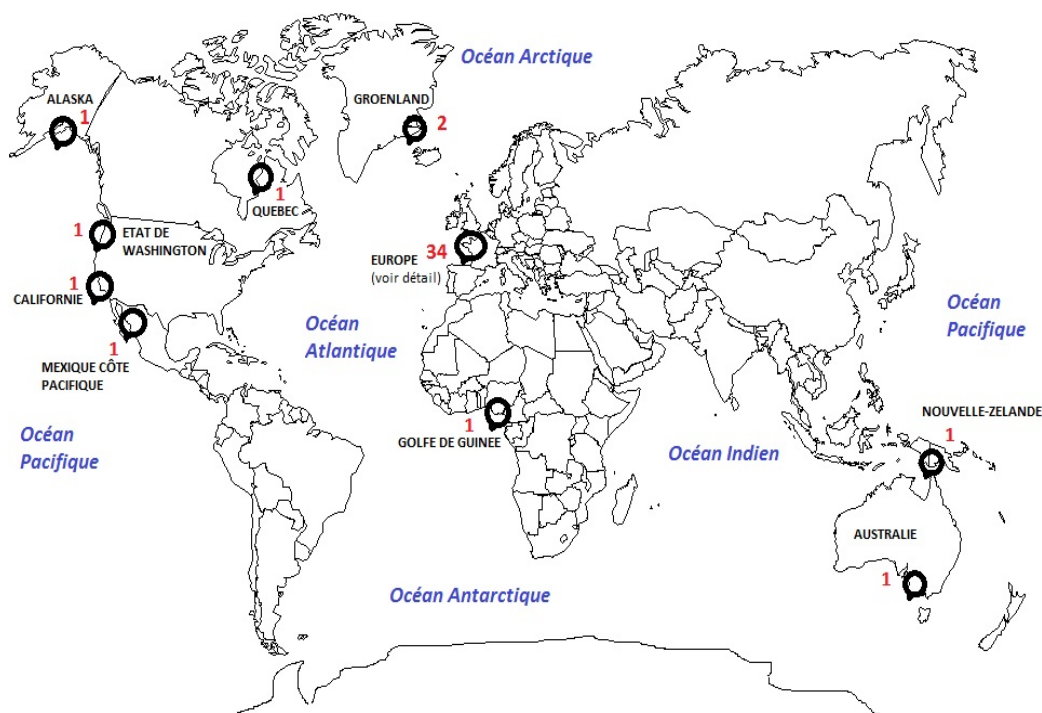 Océan Arctique
ALASKA
1
GROENLAND
2
1
QUEBEC
1
ETAT DE
WASHINGTON
34
EUROPE
(voir détail)
1
CALIFORNIE
Océan
Atlantique
Océan
Pacifique
1
MEXIQUE CÔTE
PACIFIQUE
NOUVELLE-ZELANDE
1
1
GOLFE DE GUINEE
Océan
Pacifique
Océan Indien
AUSTRALIE
1
Océan Antarctique